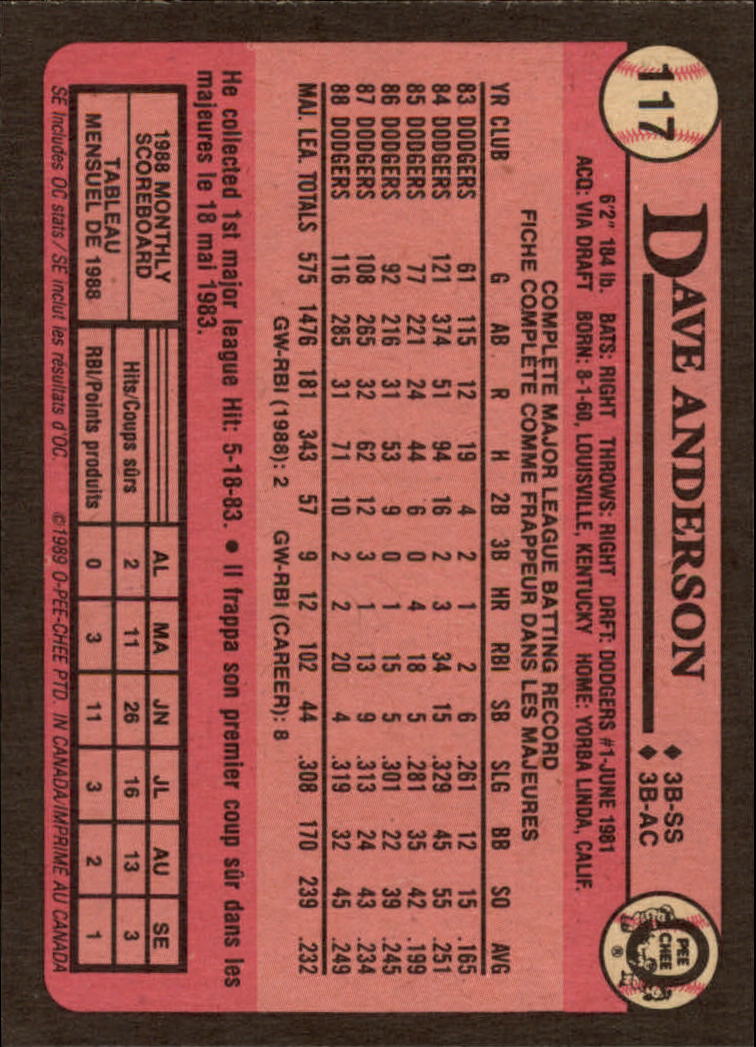 117
DAVE ANDERSON
◆ 3B-SS
◆ 3B-AC
O PEE CHEE ®
6'2" 184 lb. BATS: RIGHT THROWS: RIGHT DRFT: DODGERS #1-JUNE 1981
ACQ: VIA DRAFT BORN: 8-1-60, LOUISVILLE, KENTUCKY HOME: YORBA LINDA, CALIF.
COMPLETE MAJOR LEAGUE BATTING RECORD
FICHE COMPLÈTE COMME FRAPPEUR DANS LES MAJEURES
YR CLUB G AB R H 2B 3B HR RBI SB SLG BB SO AVG
83 DODGERS 61 115 12 19 4 2 1 2 6 .261 12 15 .165
84 DODGERS 121 374 51 94 16 2 3 34 15 .329 45 55 .251
85 DODGERS 77 221 24 44 6 0 4 18 5 .281 35 42 .199
86 DODGERS 92 216 31 53 9 0 1 15 5 .301 22 39 .245
87 DODGERS 108 265 32 62 12 3 1 13 9 .313 24 43 .234
88 DODGERS 116 285 31 71 10 2 2 20 4 .319 32 45 .249
MAJ. LEA. TOTALS 575 1476 181 343 57 9 12 102 44 .308 170 239 .232
GW-RBI (1988): 2 GW-RBI (CAREER): 8
He collected 1st major league Hit: 5-18-83. ● Il frappa son premier coup sûr dans les
majeures le 18 mai 1983.
1988 MONTHLY
SCOREBOARD
TABLEAU
MENSUEL DE 1988
AL MA JN JL AU SE
Hits/Coups sûrs 2 11 26 16 13 3
RBI/Points produits 0 3 11 3 2 1
SE includes OC stats / SE inclut les résultats d'OC ©1989 O-PEE-CHEE PTD. IN CANADA/IMPRIMÉ AU CANADA